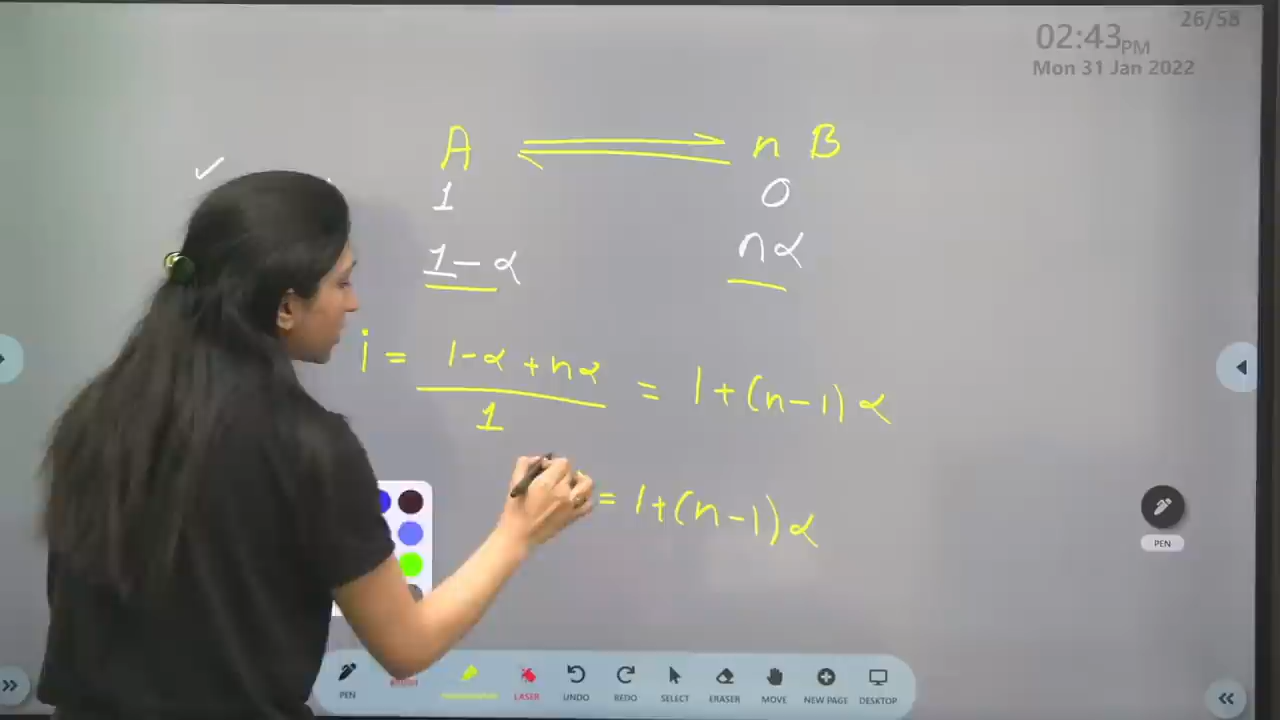 26/58
02:43PM
Mon 31 Jan 2022
A ⇌ n B
1 0
1-α nα
i = 1-α+nα / 1 = 1+(n-1)α
= 1+(n-1)α
PEN
PEN
LASER
UNDO
REDO
SELECT
ERASER
MOVE
NEW PAGE
DESKTOP